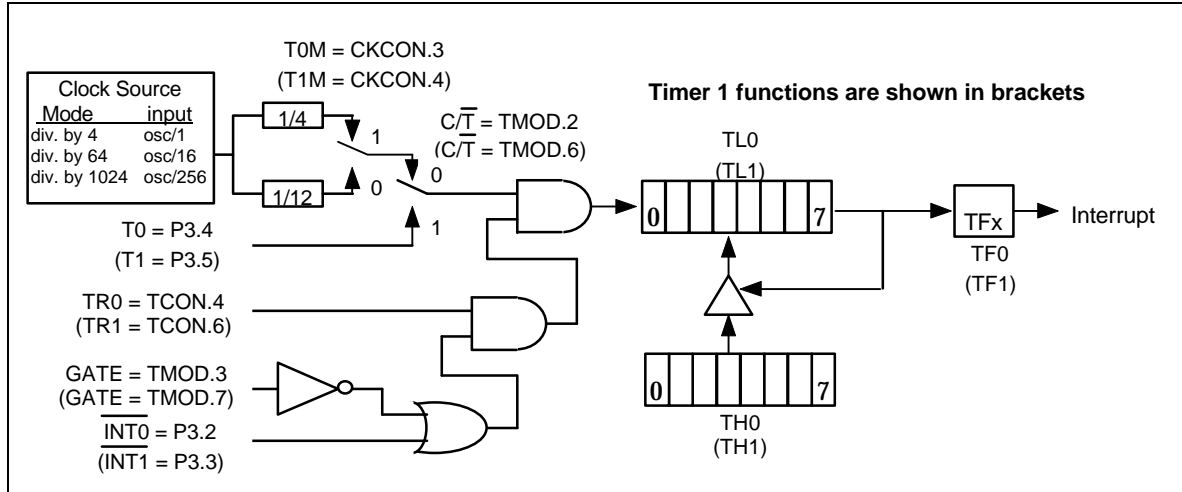 T0M = CKCON.3
(T1M = CKCON.4)
Timer 1 functions are shown in brackets
Clock Source
Mode input
div. by 4 osc/1
div. by 64 osc/16
div. by 1024 osc/256
1/4
1
0
1/12
C/T̅ = TMOD.2
(C/T̅ = TMOD.6)
0
1
T0 = P3.4
(T1 = P3.5)
TL0
(TL1)
0 7
TFx
Interrupt
TF0
(TF1)
TR0 = TCON.4
(TR1 = TCON.6)
GATE = TMOD.3
(GATE = TMOD.7)
I̅N̅T̅0̅ = P3.2
(I̅N̅T̅1̅ = P3.3)
0 7
TH0
(TH1)